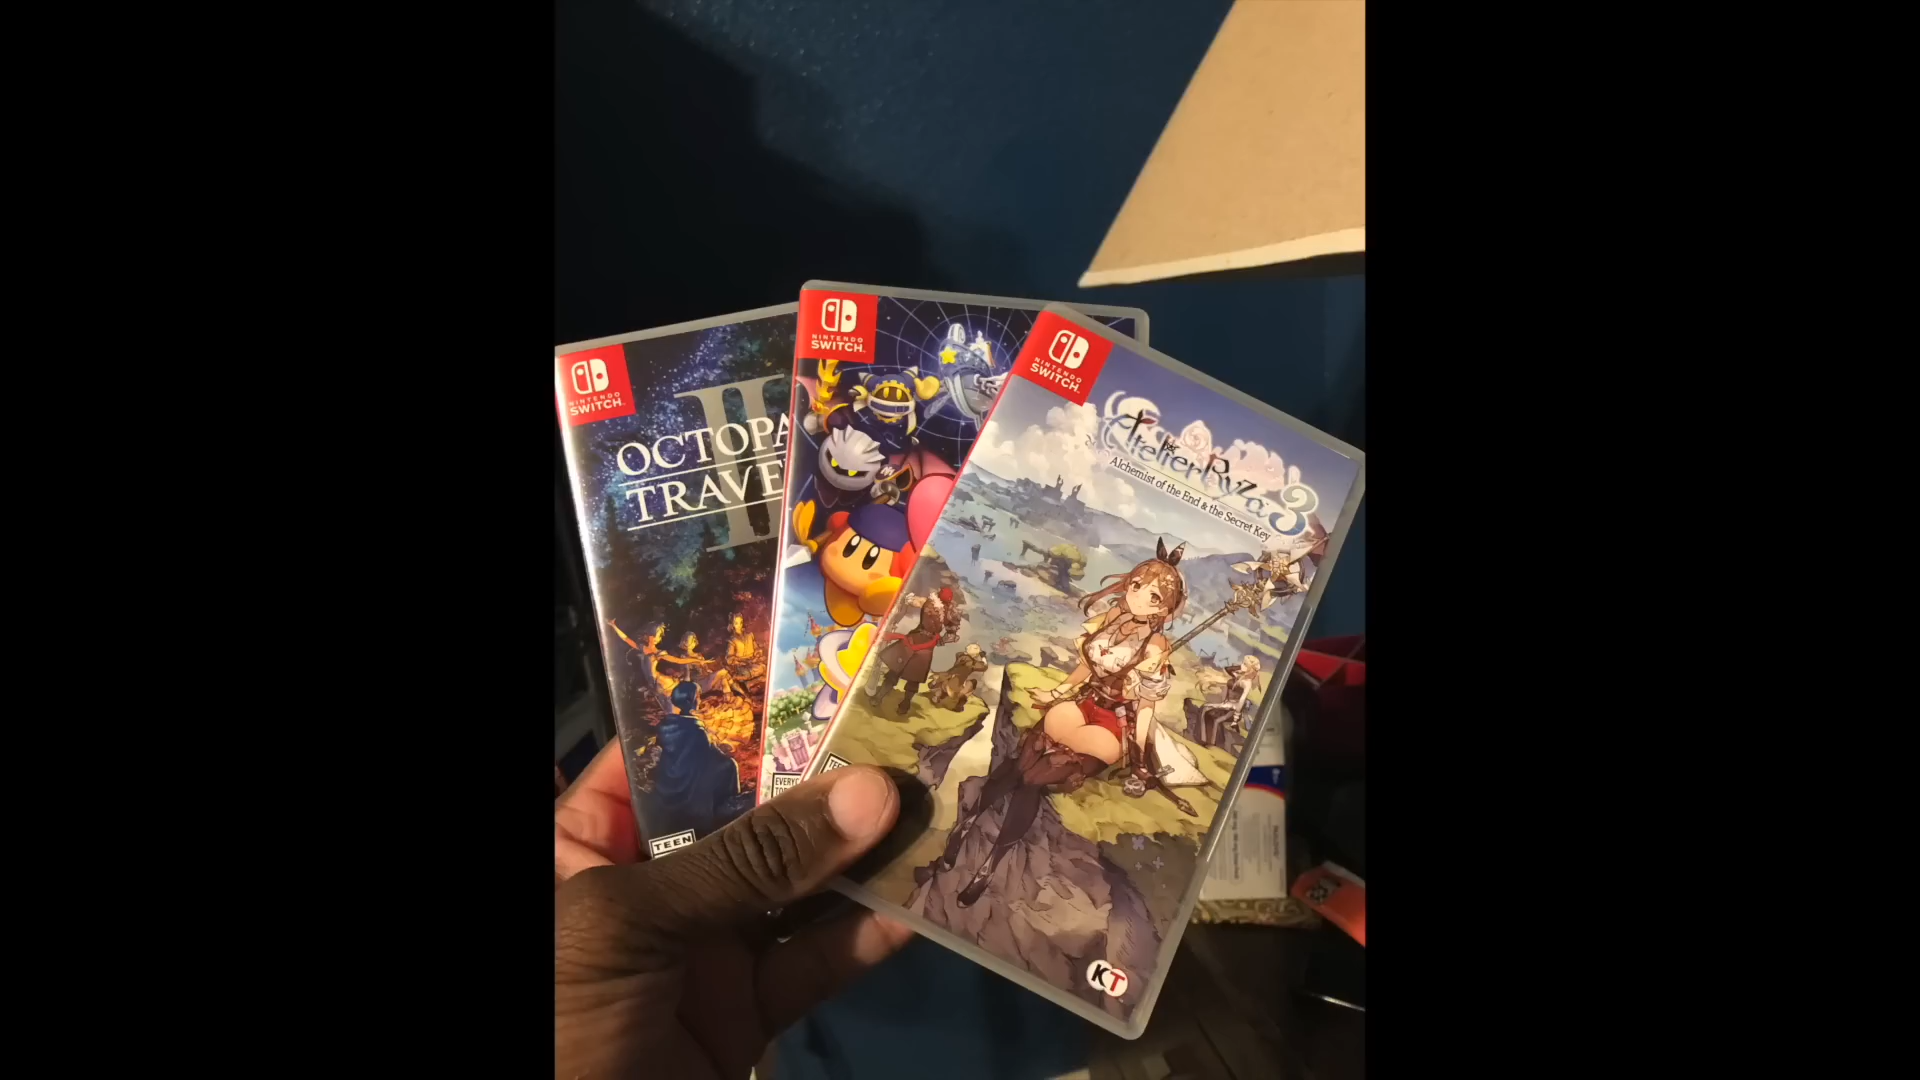 NINTENDO
SWITCH
OCTOPA
TRAVE
II
TEEN
NINTENDO
SWITCH
EVERYO
NINTENDO
SWITCH
Atelier Ryza 3
Alchemist of the End & the Secret Key
KT